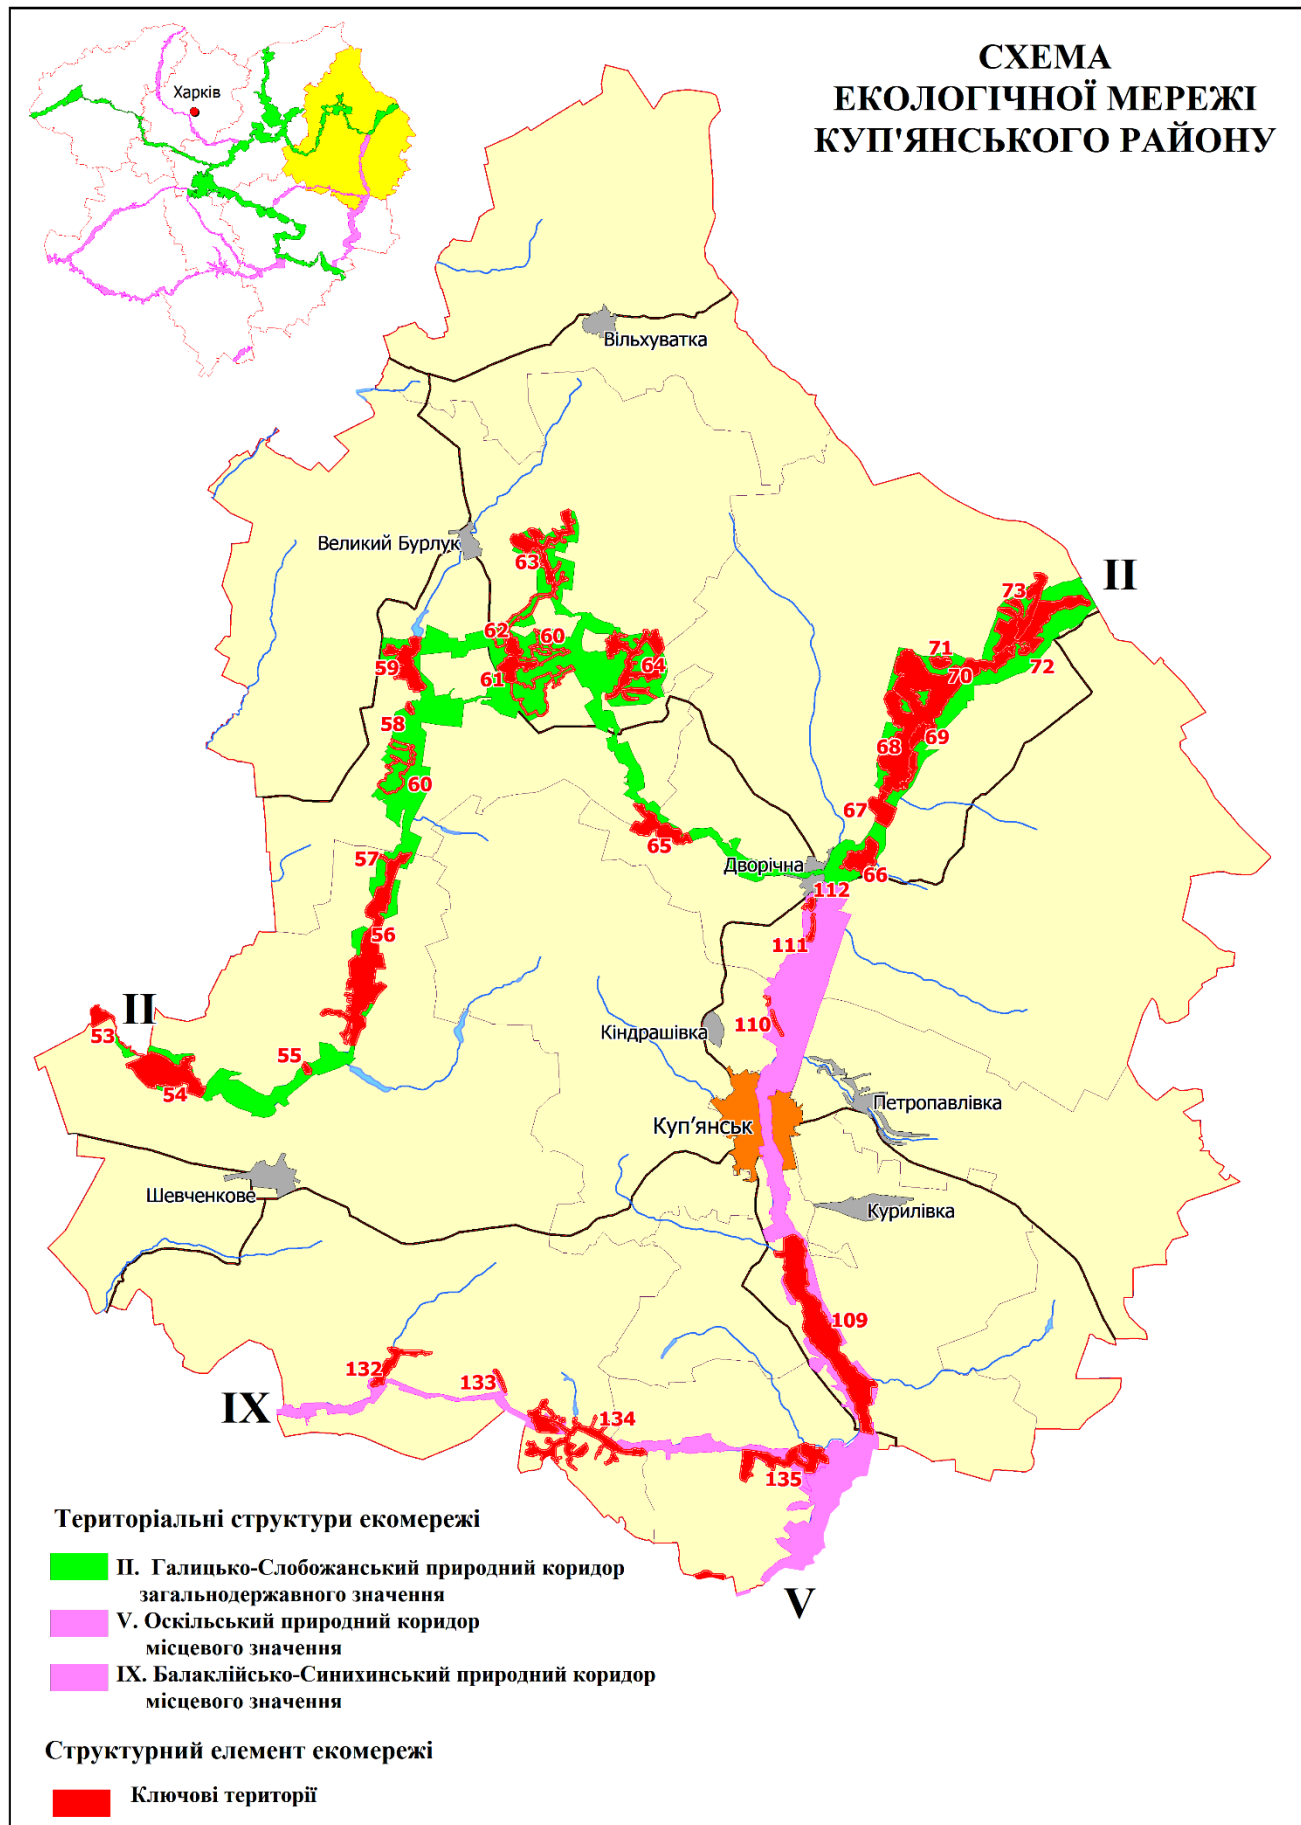 СХЕМА
ЕКОЛОГІЧНОЇ МЕРЕЖІ
КУП'ЯНСЬКОГО РАЙОНУ
Харків
Вільхуватка
Великий Бурлук
63
II
73
62
60
71
59
64
70
61
72
58
69
68
60
67
57
65
Дворічна
66
112
56
111
II
53
110
Кіндрашівка
55
54
Петропавлівка
Куп’янськ
Шевченкове
Курилівка
109
132
133
IX
134
135
V
Територіальні структури екомережі
II. Галицько-Слобожанський природний коридор
загальнодержавного значення
V. Оскільський природний коридор
місцевого значення
IX. Балаклійсько-Синихинський природний коридор
місцевого значення
Структурний елемент екомережі
Ключові території